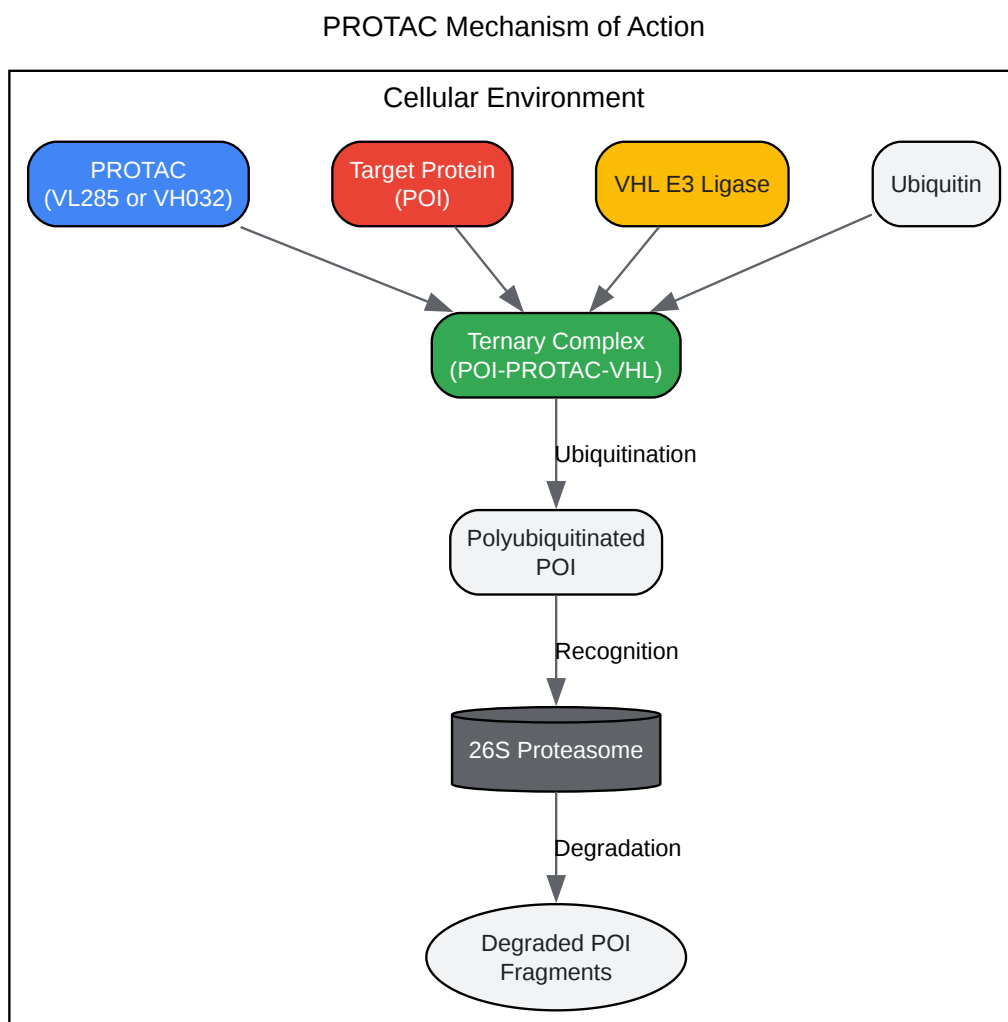 PROTAC Mechanism of Action
Cellular Environment
PROTAC
(VL285 or VH032)
Target Protein
(POI)
VHL E3 Ligase
Ubiquitin
Ternary Complex
(POI-PROTAC-VHL)
Ubiquitination
Polyubiquitinated
POI
Recognition
26S Proteasome
Degradation
Degraded POI
Fragments